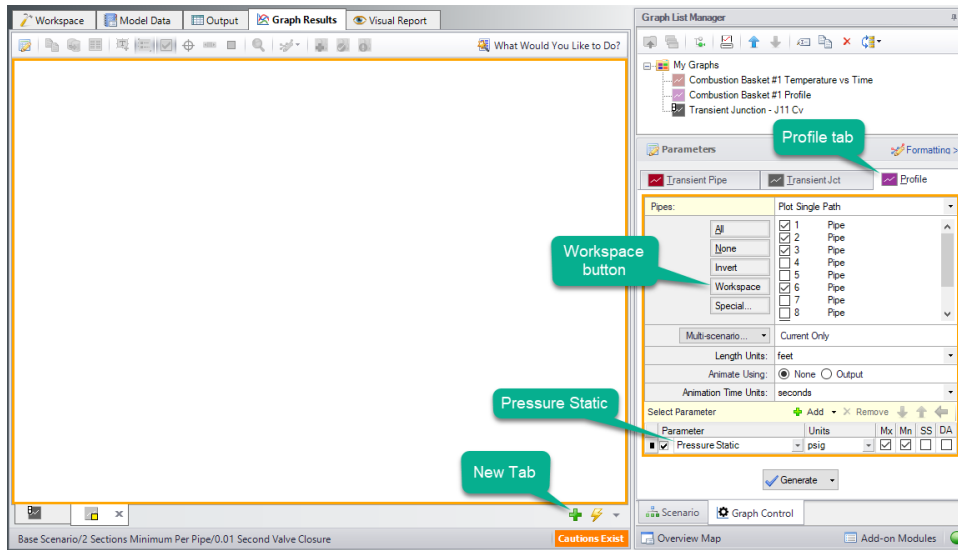 Workspace Model Data Output Graph Results Visual Report
What Would You Like to Do?
Graph List Manager
My Graphs
Combustion Basket #1 Temperature vs Time
Combustion Basket #1 Profile
Transient Junction - J11 Cv
Profile tab
Parameters Formatting >
Transient Pipe Transient Jct Profile
Pipes: Plot Single Path
All
None
Invert
Workspace
Special...
1 Pipe
2 Pipe
3 Pipe
4 Pipe
5 Pipe
6 Pipe
7 Pipe
8 Pipe
Workspace
button
Multi-scenario... Current Only
Length Units: feet
Animate Using: None Output
Animation Time Units: seconds
Select Parameter Add Remove
Parameter Units Mx Mn SS DA
Pressure Static psig
Pressure Static
New Tab
Generate
Scenario Graph Control
Base Scenario/2 Sections Minimum Per Pipe/0.01 Second Valve Closure Cautions Exist
Overview Map Add-on Modules